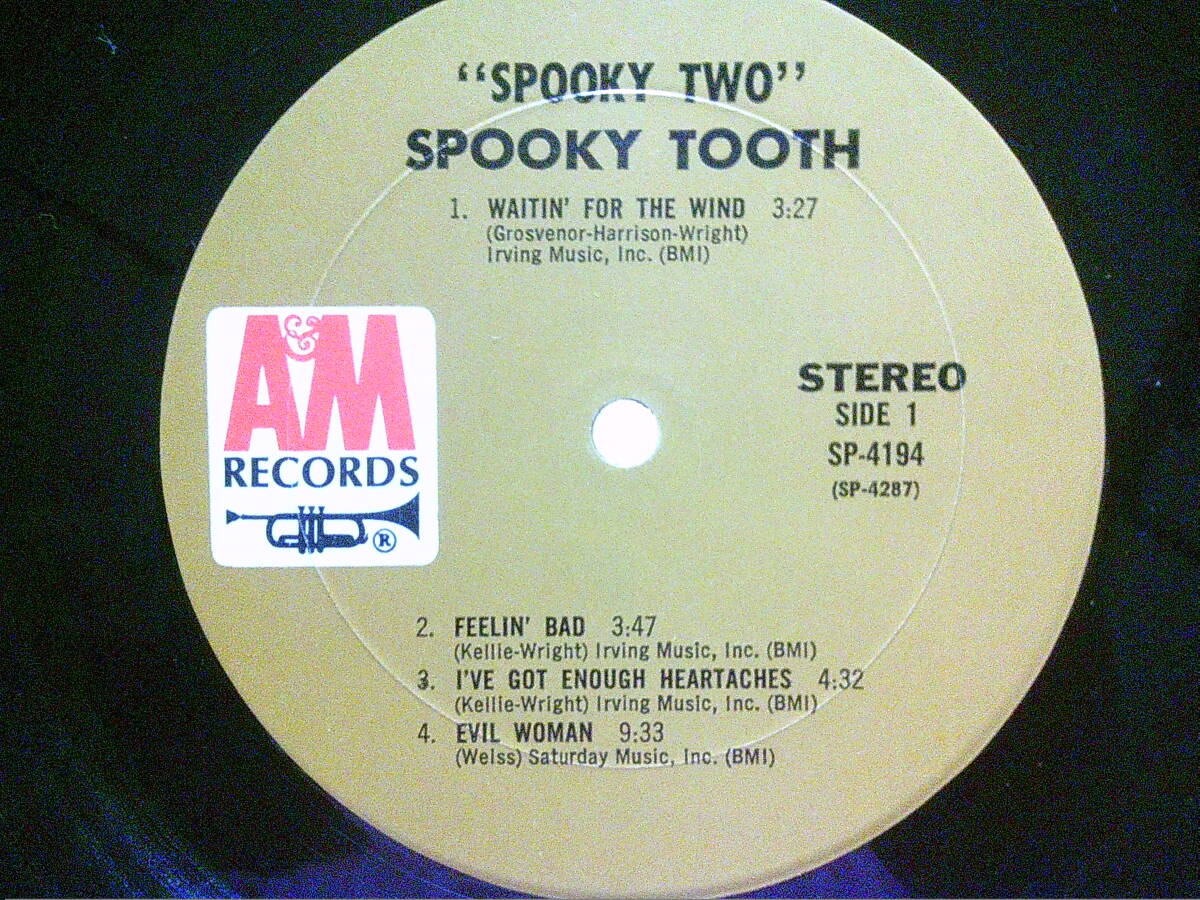 “SPOOKY TWO”
SPOOKY TOOTH
1. WAITIN' FOR THE WIND 3:27
(Grosvenor-Harrison-Wright)
Irving Music, Inc. (BMI)
A&M
RECORDS
®
STEREO
SIDE 1
SP-4194
(SP-4287)
2. FEELIN' BAD 3:47
(Kellie-Wright) Irving Music, Inc. (BMI)
3. I'VE GOT ENOUGH HEARTACHES 4:32
(Kellie-Wright) Irving Music, Inc. (BMI)
4. EVIL WOMAN 9:33
(Weiss) Saturday Music, Inc. (BMI)